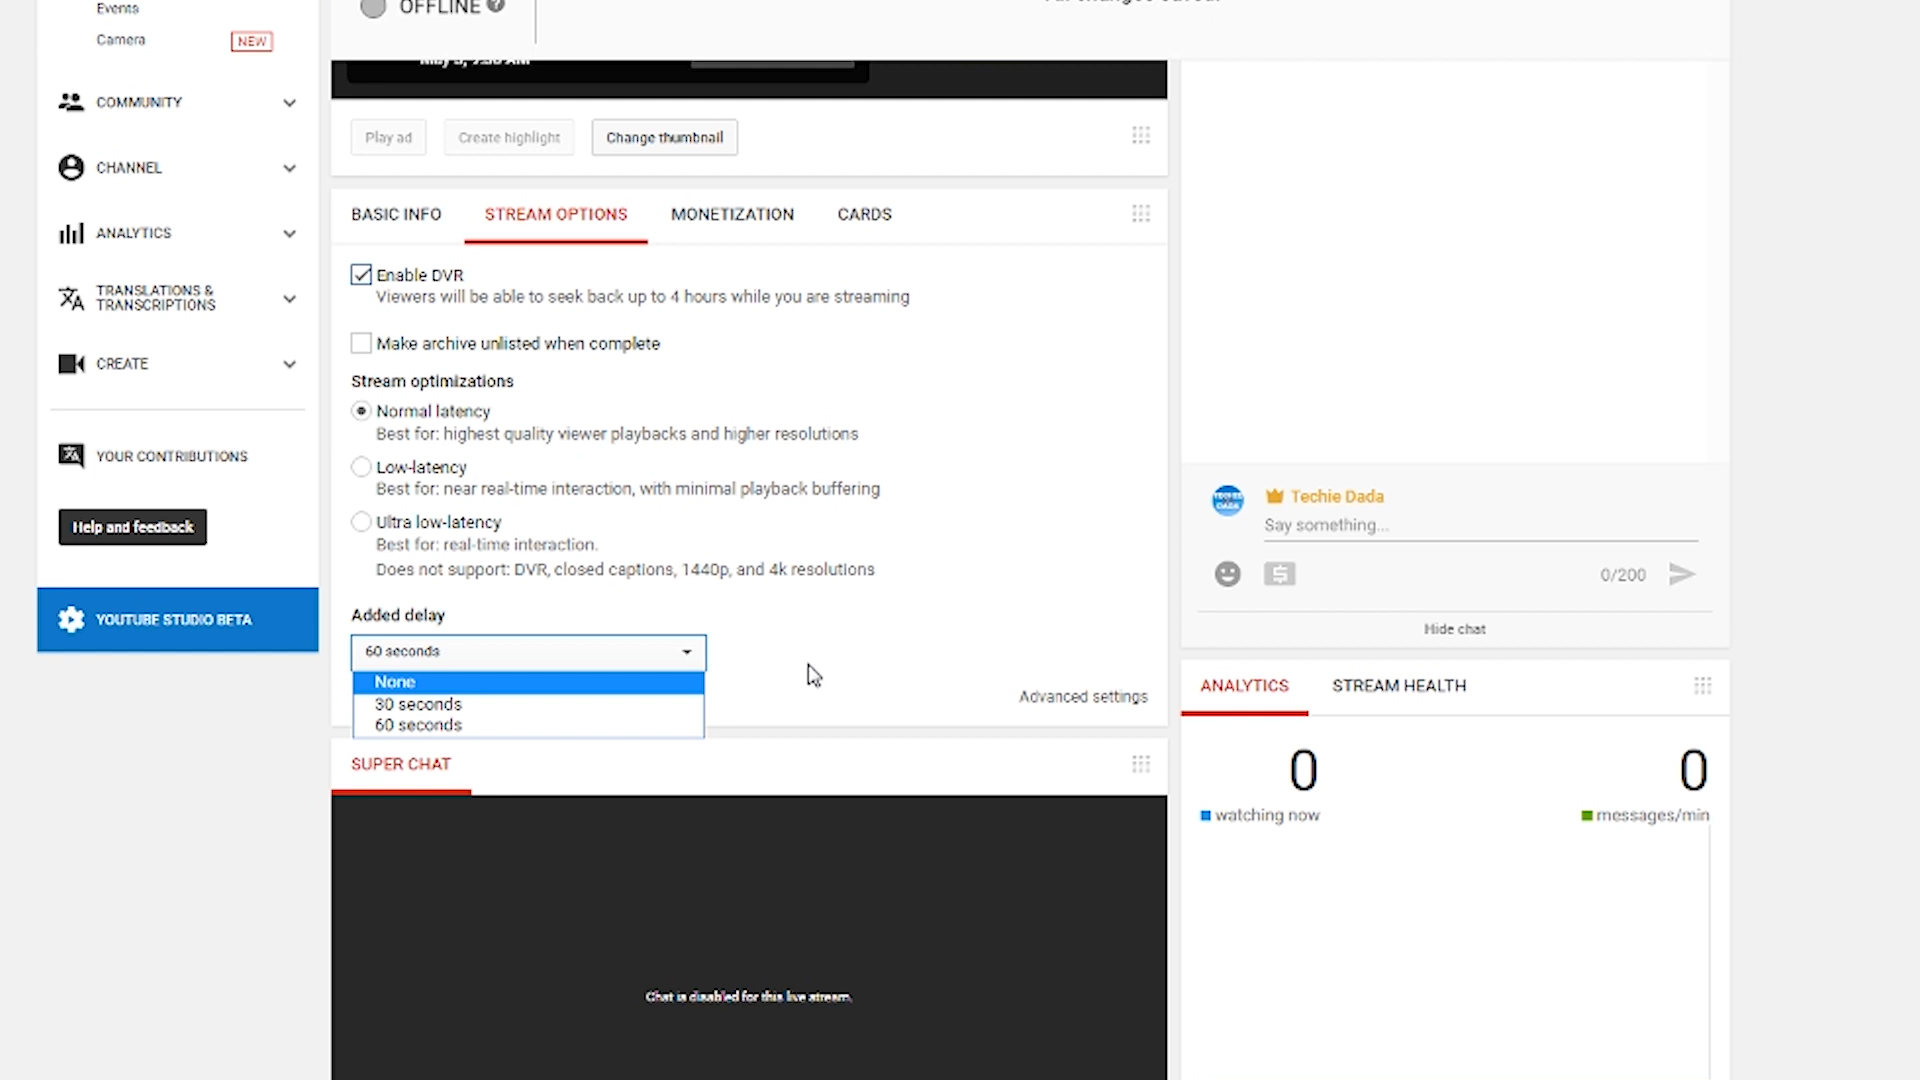 Events
Camera
NEW
COMMUNITY
CHANNEL
ANALYTICS
TRANSLATIONS &
TRANSCRIPTIONS
CREATE
YOUR CONTRIBUTIONS
Help and feedback
YOUTUBE STUDIO BETA
OFFLINE ?
Play ad
Create highlight
Change thumbnail
BASIC INFO
STREAM OPTIONS
MONETIZATION
CARDS
Enable DVR
Viewers will be able to seek back up to 4 hours while you are streaming
Make archive unlisted when complete
Stream optimizations
Normal latency
Best for: highest quality viewer playbacks and higher resolutions
Low-latency
Best for: near real-time interaction, with minimal playback buffering
Ultra low-latency
Best for: real-time interaction.
Does not support: DVR, closed captions, 1440p, and 4k resolutions
Added delay
60 seconds
None
30 seconds
60 seconds
Advanced settings
SUPER CHAT
Chat is disabled for this live stream.
TECHIE
DADA
Techie Dada
Say something...
0/200
Hide chat
ANALYTICS
STREAM HEALTH
0
watching now
0
messages/min